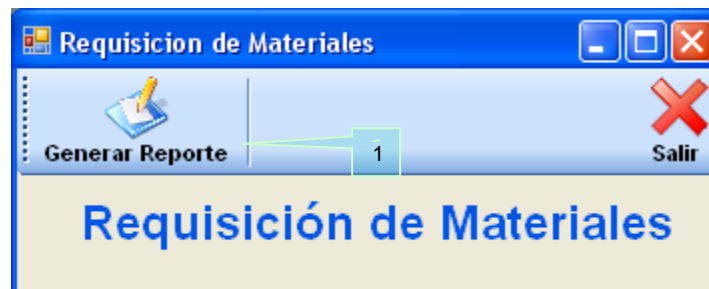 Requisicion de Materiales
Generar Reporte
1
Salir
Requisición de Materiales